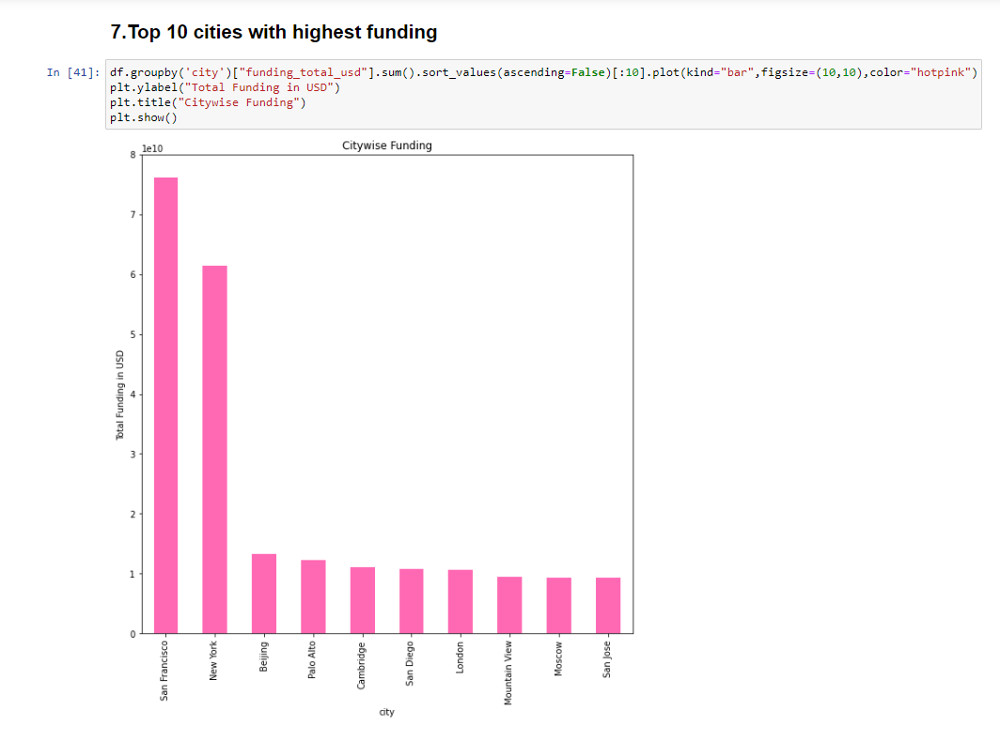 7.Top 10 cities with highest funding
In [41]: df.groupby('city')["funding_total_usd"].sum().sort_values(ascending=False)[:10].plot(kind="bar",figsize=(10,10),color="hotpink")
plt.ylabel("Total Funding in USD")
plt.title("Citywise Funding")
plt.show()
Citywise Funding
1e10
8
7
6
5
4
3
2
1
0
Total Funding in USD
San Francisco
New York
Beijing
Palo Alto
Cambridge
San Diego
London
Mountain View
Moscow
San Jose
city